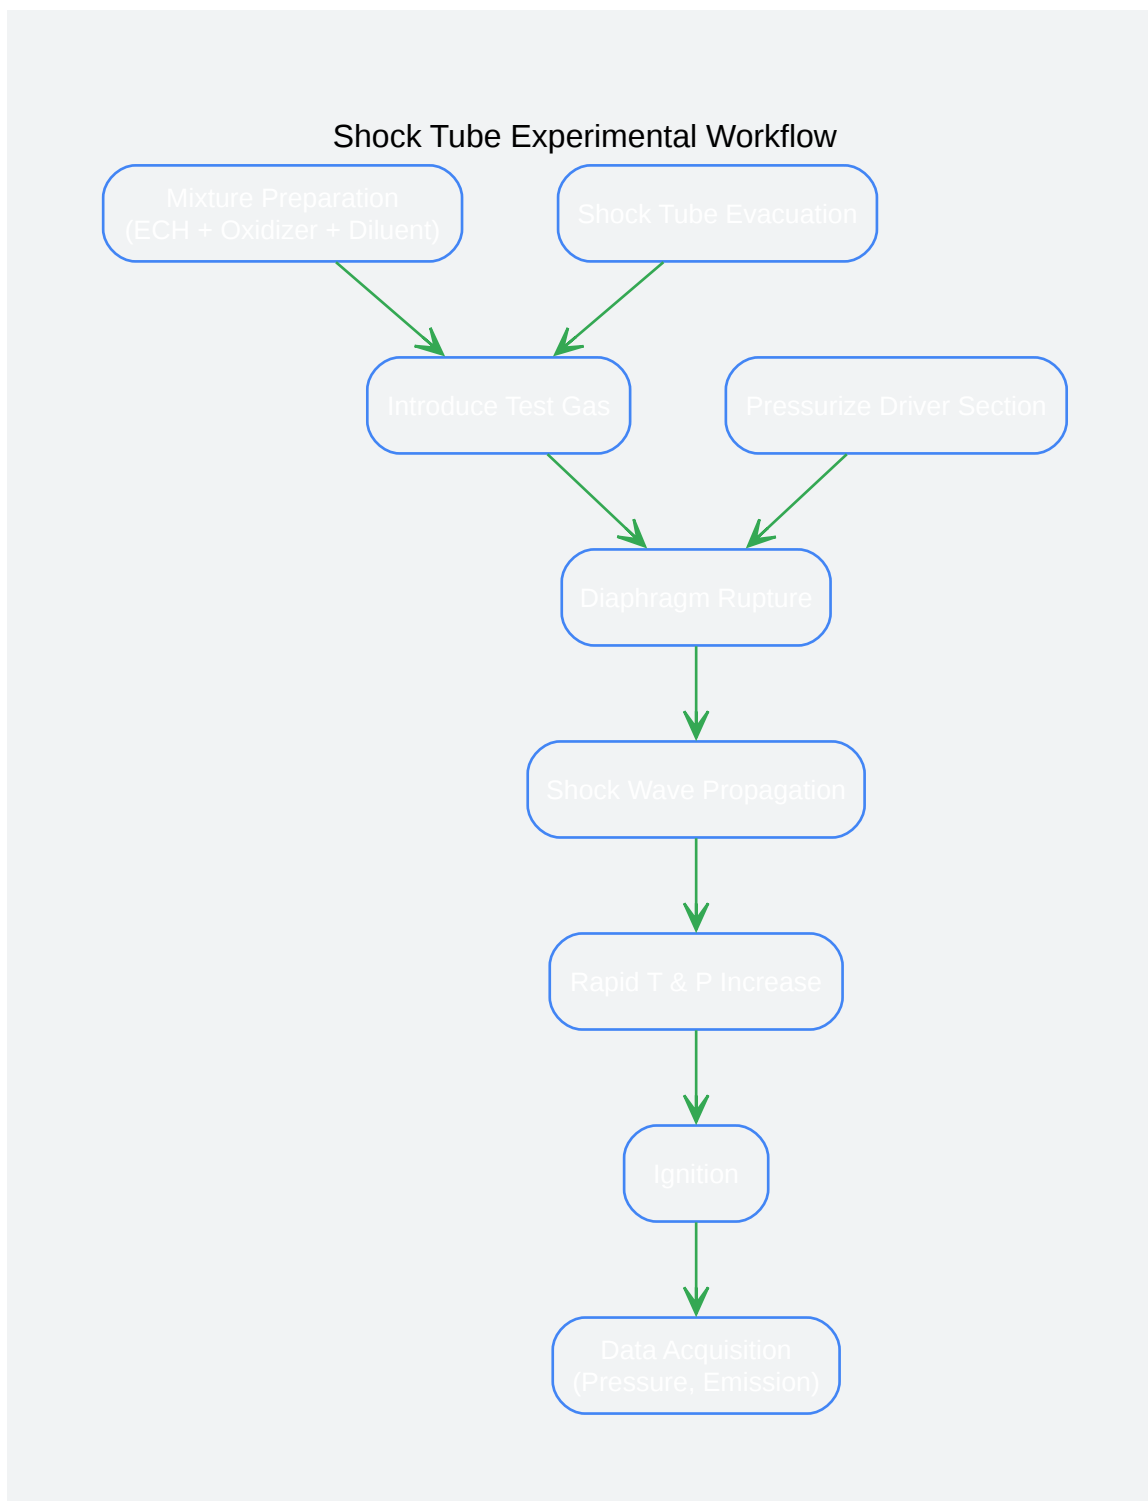 Shock Tube Experimental Workflow
Mixture Preparation
(ECH + Oxidizer + Diluent)
Shock Tube Evacuation
Introduce Test Gas
Pressurize Driver Section
Diaphragm Rupture
Shock Wave Propagation
Rapid T & P Increase
Ignition
Data Acquisition
(Pressure, Emission)